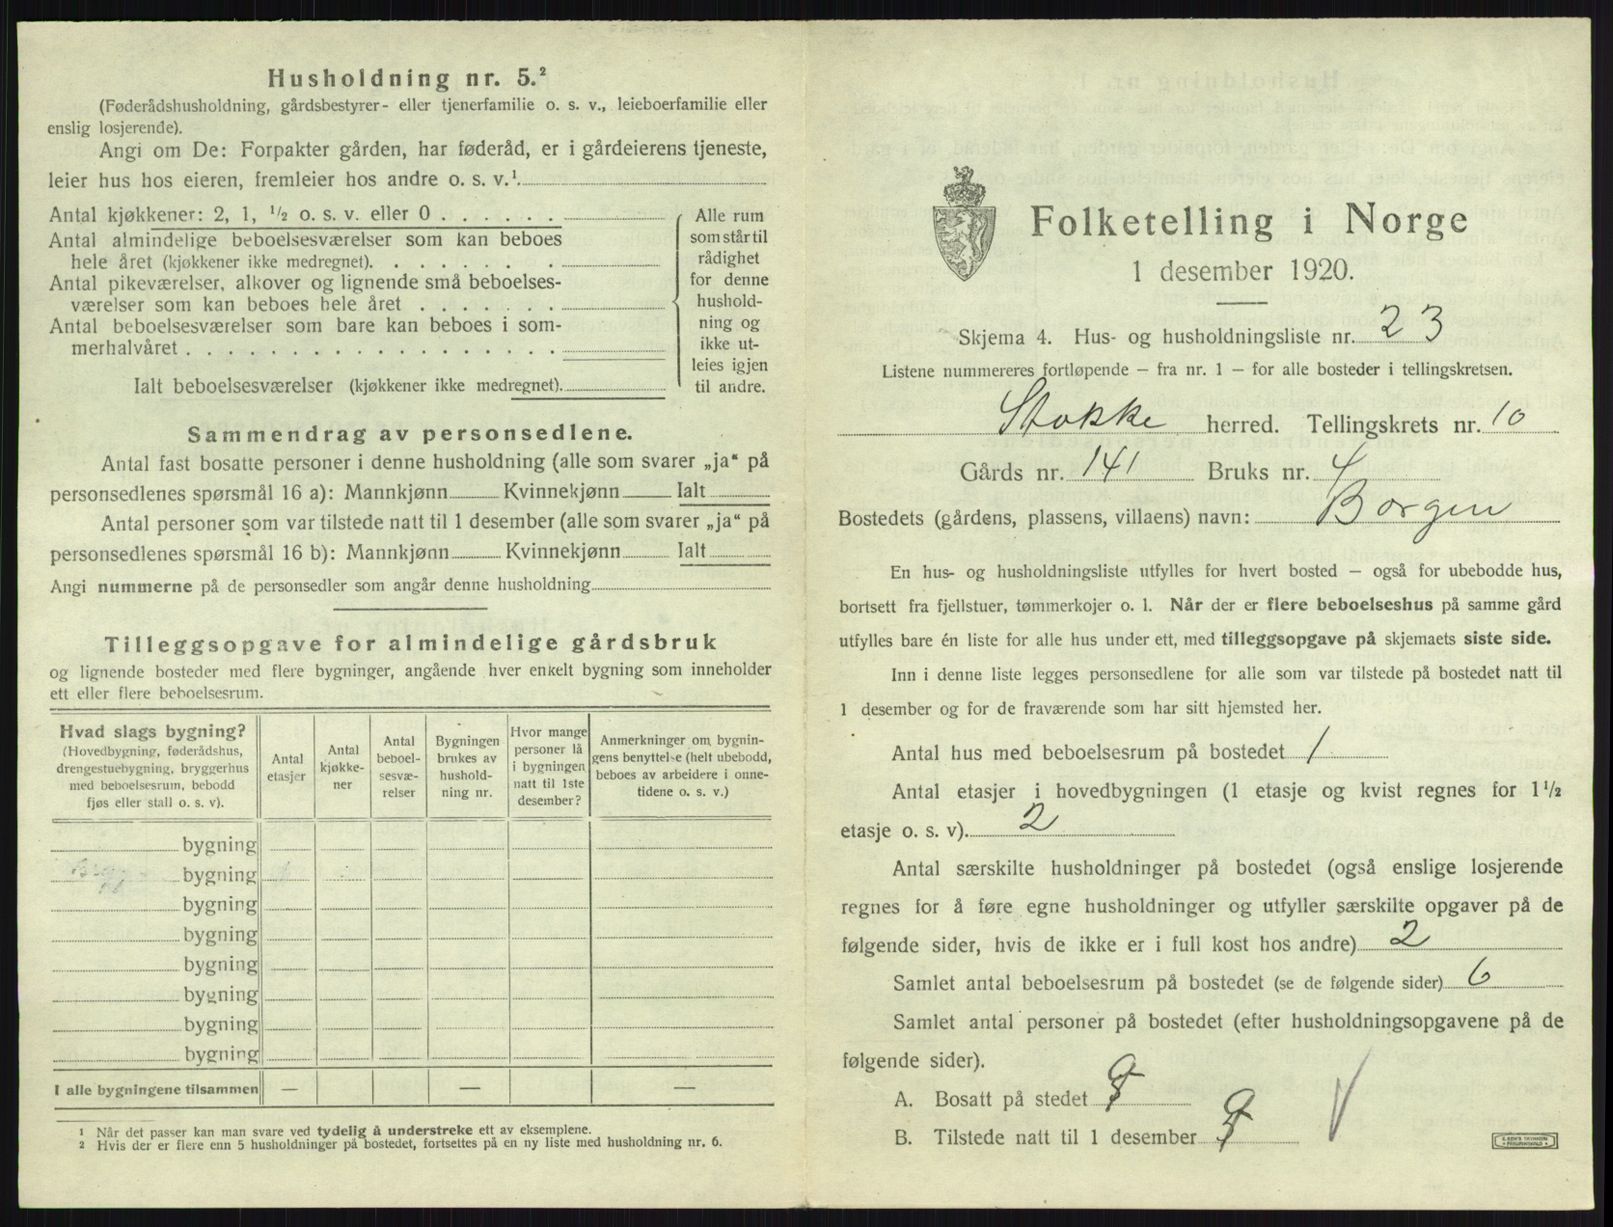 Husholdning nr. 5.²
(Føderådshusholdning, gårdsbestyrer- eller tjenerfamilie o. s. v., leieboerfamilie eller
enslig losjerende).
Angi om De: Forpakter gården, har føderåd, er i gårdeierens tjeneste,
leier hus hos eieren, fremleier hos andre o. s. v.¹
Antal kjøkkener: 2, 1, ½ o. s. v. eller 0
Antal almindelige beboelsesværelser som kan beboes
hele året (kjøkkener ikke medregnet).
Antal pikeværelser, alkover og lignende små beboelses-
værelser som kan beboes hele året
Antal beboelsesværelser som bare kan beboes i som-
merhalvåret
Ialt beboelsesværelser (kjøkkener ikke medregnet).
Alle rum
som står til
rådighet
for denne
hushold-
ning og
ikke ut-
leies igjen
til andre.
Sammendrag av personsedlene.
Antal fast bosatte personer i denne husholdning (alle som svarer „ja“ på
personsedlenes spørsmål 16 a): Mannkjønn Kvinnekjønn Ialt
Antal personer som var tilstede natt til 1 desember (alle som svarer „ja“ på
personsedlenes spørsmål 16 b): Mannkjønn Kvinnekjønn Ialt
Angi nummerne på de personsedler som angår denne husholdning
Tilleggsopgave for almindelige gårdsbruk
og lignende bosteder med flere bygninger, angående hver enkelt bygning som inneholder
ett eller flere beboelsesrum.
Hvad slags bygning?
(Hovedbygning, føderådshus,
drengestuebygning, bryggerhus
med beboelsesrum, bebodd
fjøs eller stall o. s. v).
Antal
etasjer
Antal
kjøkke-
ner
Antal
beboel-
sesvæ-
relser
Bygningen
brukes av
hushold-
ning nr.
Hvor mange
personer lå
i bygningen
natt til 1ste
desember?
Anmerkninger om bygnin-
gens benyttelse (helt ubebodd,
beboes av arbeidere i onne-
tidene o. s. v.)
bygning
bygning
bygning
bygning
bygning
bygning
bygning
bygning
I alle bygningene tilsammen — — —
¹ Når det passer kan man svare ved tydelig å understreke ett av eksemplene.
² Hvis der er flere enn 5 husholdninger på bostedet, fortsettes på en ny liste med husholdning nr. 6.
Folketelling i Norge
1 desember 1920.
Skjema 4. Hus- og husholdningsliste nr. 23
Listene nummereres fortløpende — fra nr. 1 — for alle bosteder i tellingskretsen.
Stokke herred. Tellingskrets nr. 10
Gårds nr. 141 Bruks nr. 4
Bostedets (gårdens, plassens, villaens) navn: Borgen
En hus- og husholdningsliste utfylles for hvert bosted — også for ubebodde hus,
bortsett fra fjellstuer, tømmerkojer o. l. Når der er flere beboelseshus på samme gård
utfylles bare én liste for alle hus under ett, med tilleggsopgave på skjemaets siste side.
Inn i denne liste legges personsedlene for alle som var tilstede på bostedet natt til
1 desember og for de fraværende som har sitt hjemsted her.
Antal hus med beboelsesrum på bostedet 1
Antal etasjer i hovedbygningen (1 etasje og kvist regnes for 1½
etasje o. s. v). 2
Antal særskilte husholdninger på bostedet (også enslige losjerende
regnes for å føre egne husholdninger og utfyller særskilte opgaver på de
følgende sider, hvis de ikke er i full kost hos andre) 2
Samlet antal beboelsesrum på bostedet (se de følgende sider) 6
Samlet antal personer på bostedet (efter husholdningsopgavene på de
følgende sider).
A. Bosatt på stedet 9
B. Tilstede natt til 1 desember 9